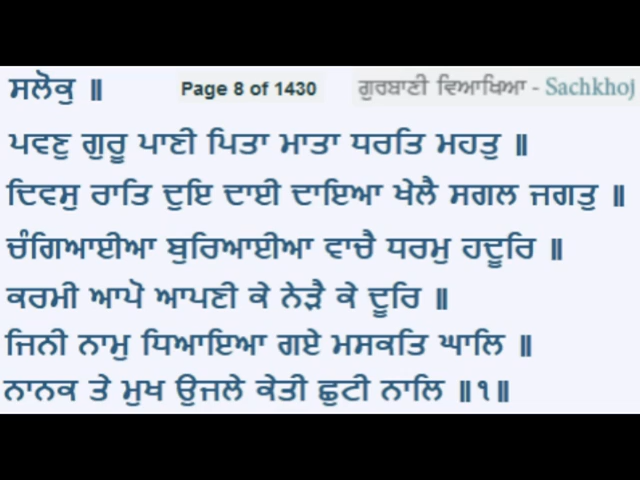 ਸਲੋਕੁ ॥ Page 8 of 1430 ਗੁਰਬਾਣੀ ਵਿਆਖਿਆ - Sachkhoj
ਪਵਣੁ ਗੁਰੂ ਪਾਣੀ ਪਿਤਾ ਮਾਤਾ ਧਰਤਿ ਮਹਤੁ ॥
ਦਿਵਸੁ ਰਾਤਿ ਦੁਇ ਦਾਈ ਦਾਇਆ ਖੇਲੈ ਸਗਲ ਜਗਤੁ ॥
ਚੰਗਿਆਈਆ ਬੁਰਿਆਈਆ ਵਾਚੈ ਧਰਮੁ ਹਦੂਰਿ ॥
ਕਰਮੀ ਆਪੋ ਆਪਣੀ ਕੇ ਨੇੜੈ ਕੇ ਦੂਰਿ ॥
ਜਿਨੀ ਨਾਮੁ ਧਿਆਇਆ ਗਏ ਮਸਕਤਿ ਘਾਲਿ ॥
ਨਾਨਕ ਤੇ ਮੁਖ ਉਜਲੇ ਕੇਤੀ ਛੁਟੀ ਨਾਲਿ ॥੧॥